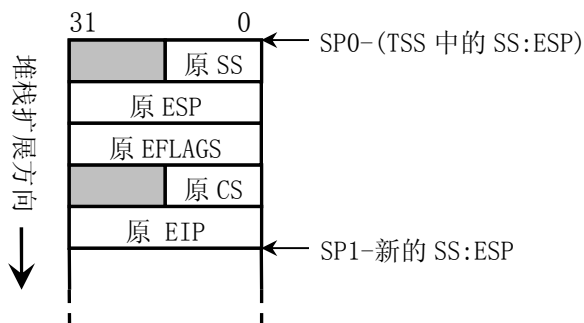 31 0
SP0-(TSS 中的 SS:ESP)
原 SS
原 ESP
原 EFLAGS
原 CS
原 EIP
SP1-新的 SS:ESP
堆栈扩展方向